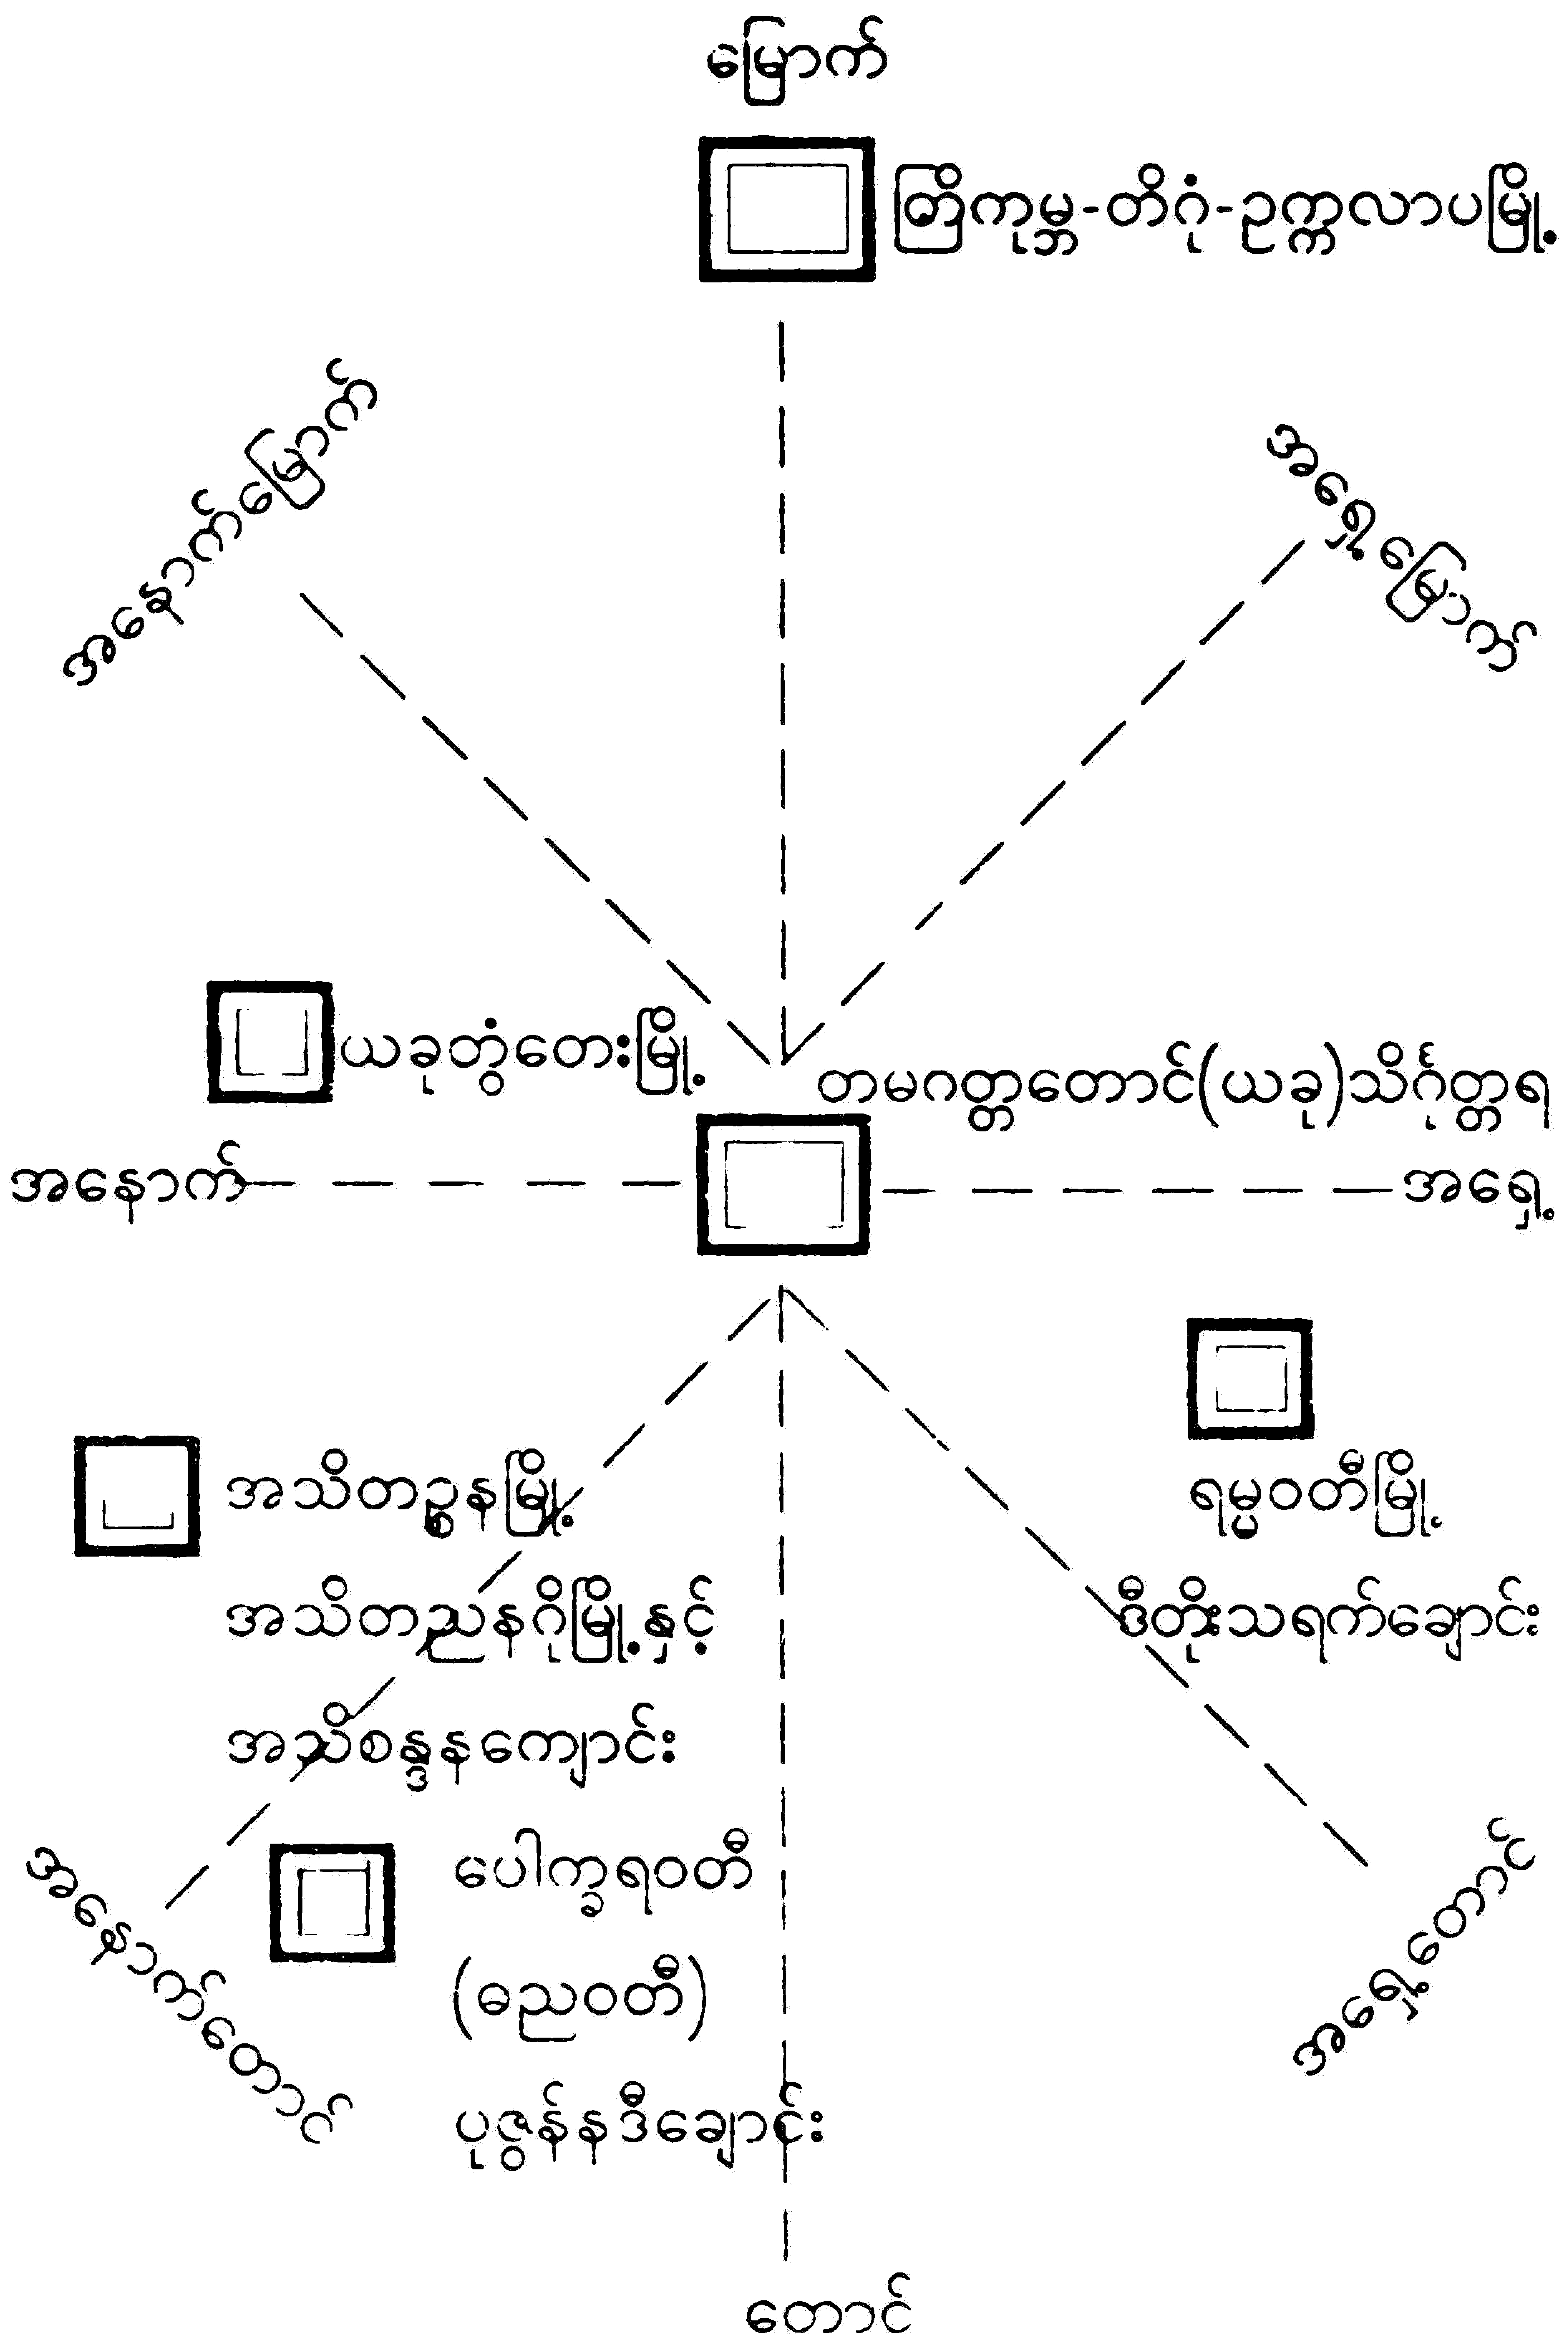 မြောက်
တြိကုမ္ဘ-တိဂုံ-ဥက္ကလာပမြို့
အနောက်မြောက်
အရှေ့မြောက်
ယခုတွံတေးမြို့
တမဂတ္တတောင်(ယခု)သိင်္ဂုတ္တရ
အနောက်
အရှေ့
အသိတဉ္စနမြို့
ရမ္မဝတီမြို့
အသိတညနဂိုမြို့နှင့်
ဒီတိုးသရက်ချောင်း
အသိစန္ဒနကျောင်း
ပေါက္ခရဝတီ
(ဓညဝတီ)
အနောက်တောင်
အရှေ့တောင်
ပုဇွန်နဒီချောင်း
တောင်